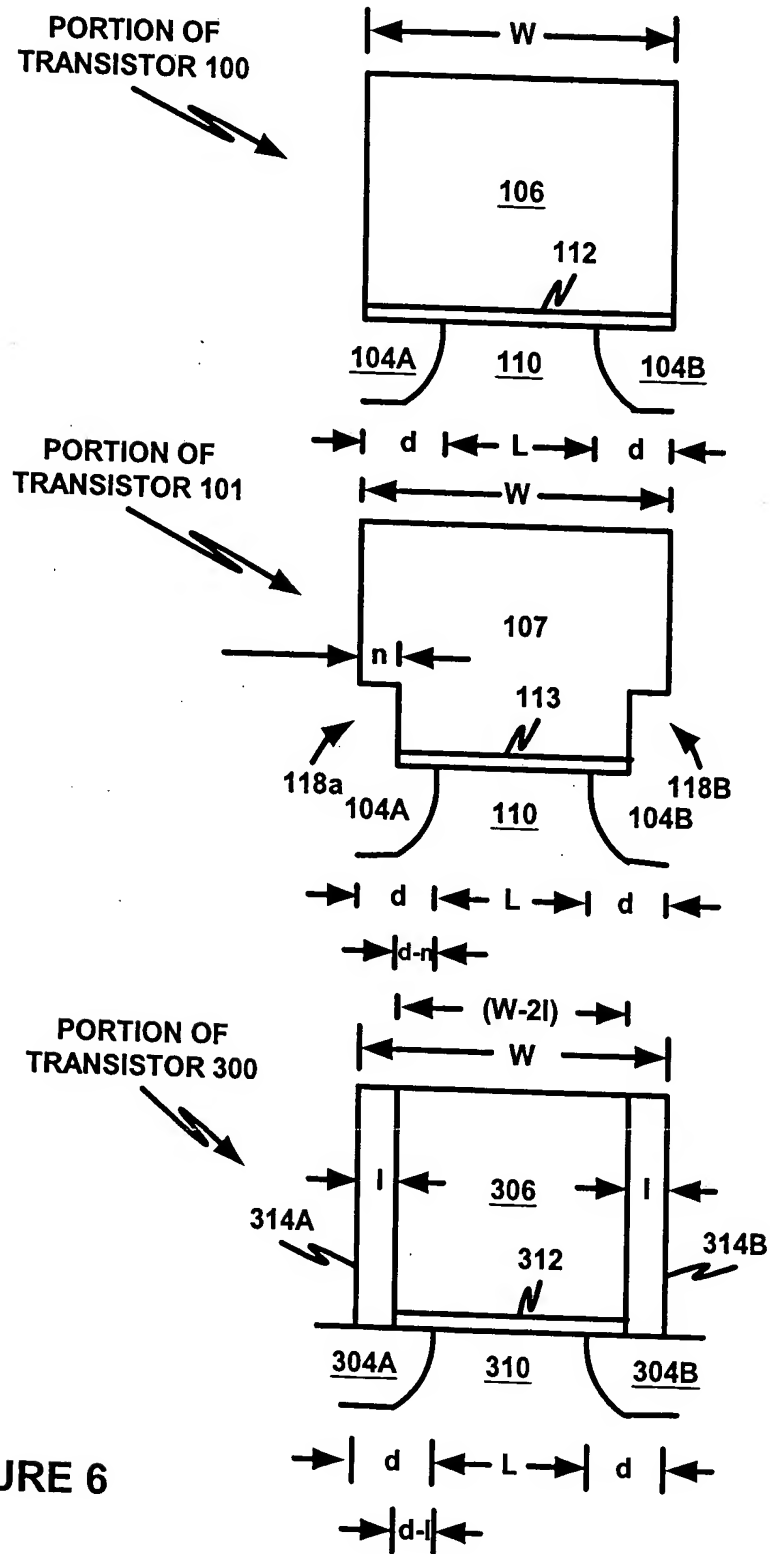 PORTION OF
TRANSISTOR 100
W
106
112
104A
110
104B
d
L
d
PORTION OF
TRANSISTOR 101
W
107
n
113
118a
118B
104A
110
104B
d
L
d
d-n
(W-2l)
PORTION OF
TRANSISTOR 300
W
l
306
l
314A
314B
312
304A
310
304B
d
L
d
d-l
URE 6